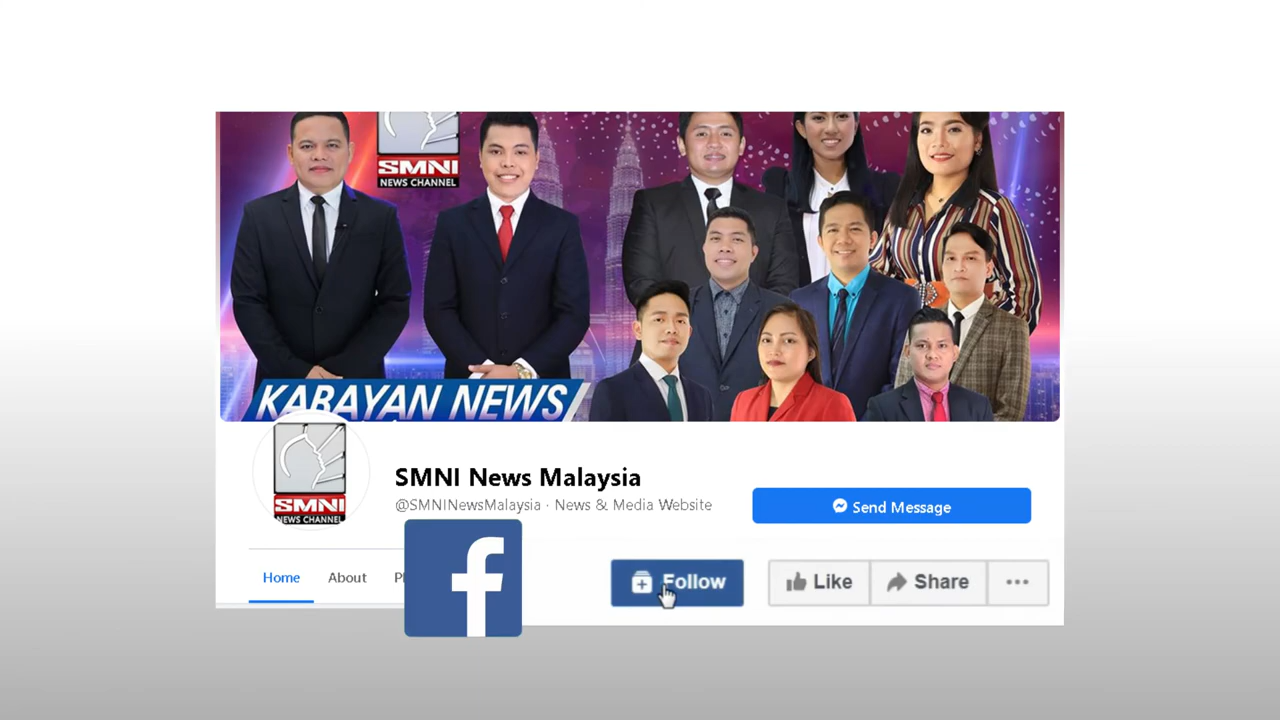 SMNI
NEWS CHANNEL
KABAYAN NEWS
SMNI
NEWS CHANNEL
SMNI News Malaysia
@SMNINewsMalaysia · News & Media Website
Send Message
Home About
f
Follow Like Share